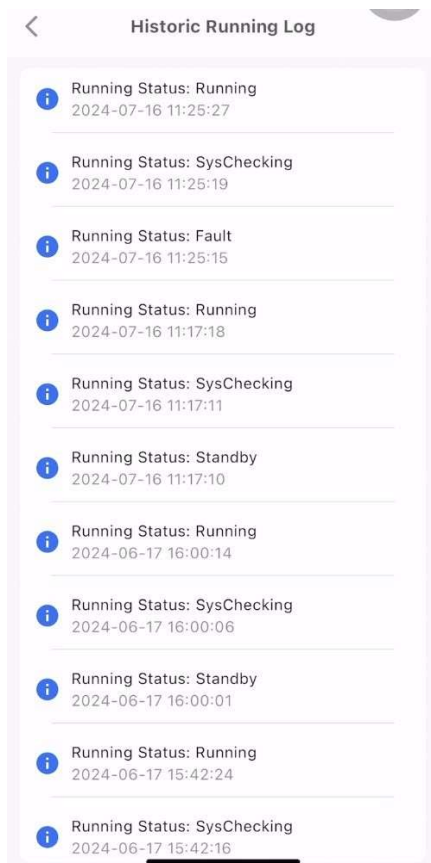 Historic Running Log
Running Status: Running
2024-07-16 11:25:27
Running Status: SysChecking
2024-07-16 11:25:19
Running Status: Fault
2024-07-16 11:25:15
Running Status: Running
2024-07-16 11:17:18
Running Status: SysChecking
2024-07-16 11:17:11
Running Status: Standby
2024-07-16 11:17:10
Running Status: Running
2024-06-17 16:00:14
Running Status: SysChecking
2024-06-17 16:00:06
Running Status: Standby
2024-06-17 16:00:01
Running Status: Running
2024-06-17 15:42:24
Running Status: SysChecking
2024-06-17 15:42:16